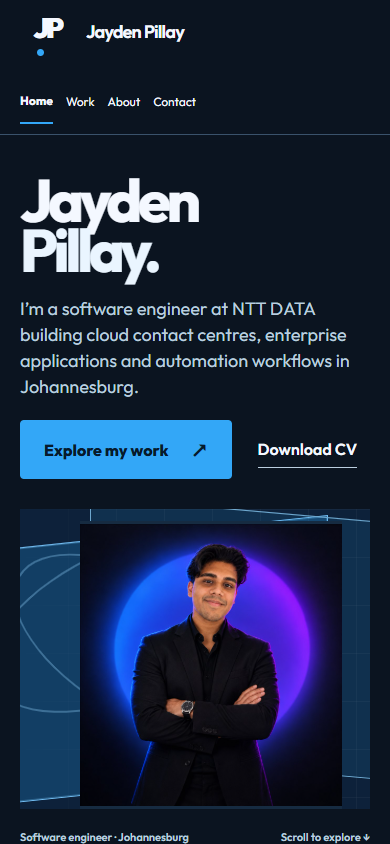 JP
Jayden Pillay
Home Work About Contact
Jayden
Pillay.
I’m a software engineer at NTT DATA
building cloud contact centres, enterprise
applications and automation workflows in
Johannesburg.
Explore my work ↗ Download CV
Software engineer · Johannesburg Scroll to explore ↓